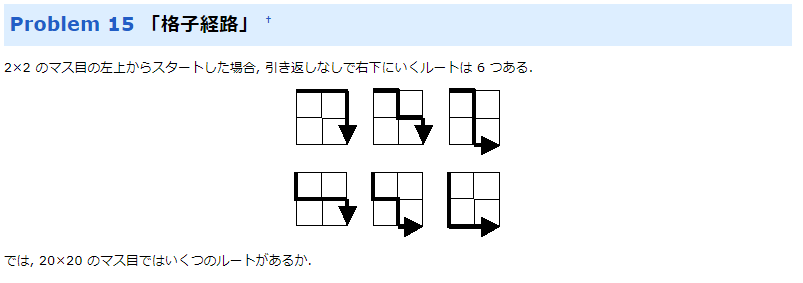 Problem 15 「格子経路」 †
2×2 のマス目の左上からスタートした場合, 引き返しなしで右下にいくルートは 6 つある.
では, 20×20 のマス目ではいくつのルートがあるか.